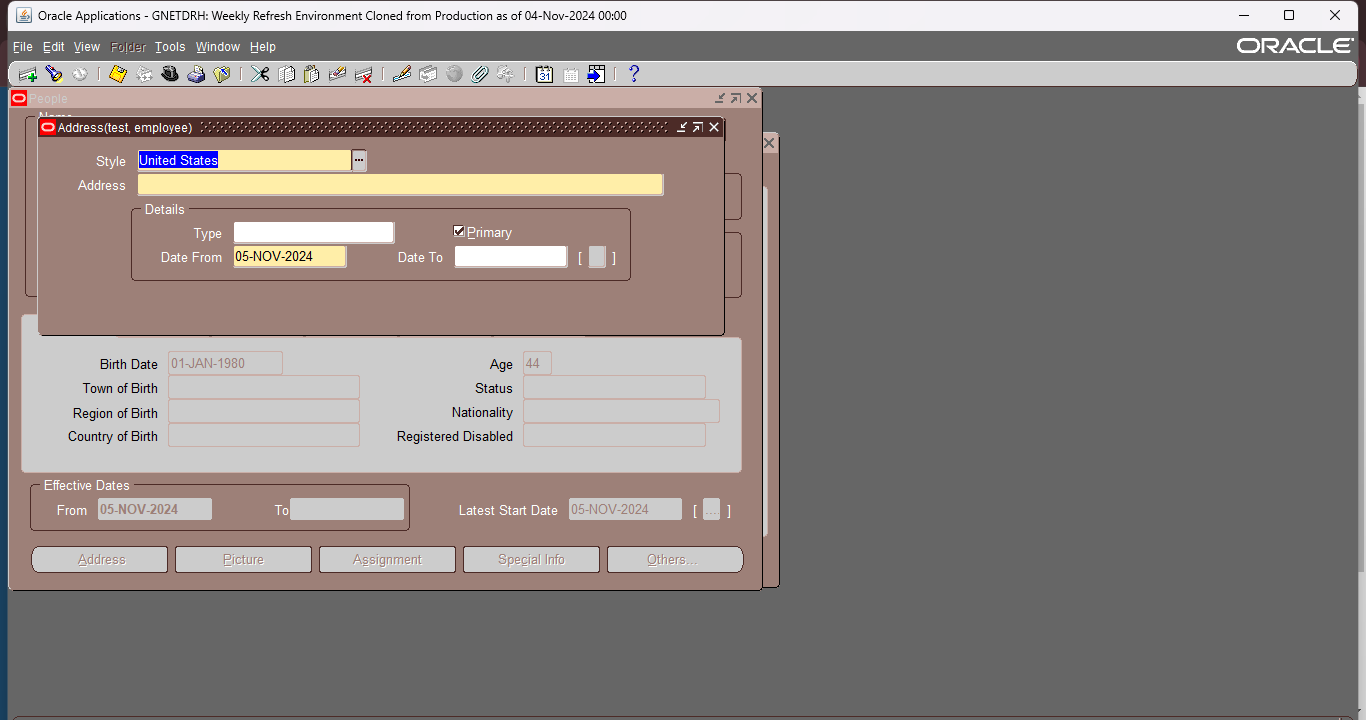 Oracle Applications - GNETDRH: Weekly Refresh Environment Cloned from Production as of 04-Nov-2024 00:00
File Edit View Folder Tools Window Help
ORACLE
People
Name
Address(test, employee)
Style United States
Address
Details
Type Primary
Date From 05-NOV-2024 Date To [ ]
Birth Date 01-JAN-1980 Age 44
Town of Birth Status
Region of Birth Nationality
Country of Birth Registered Disabled
Effective Dates
From 05-NOV-2024 To Latest Start Date 05-NOV-2024 [ .... ]
Address Picture Assignment Special Info Others...